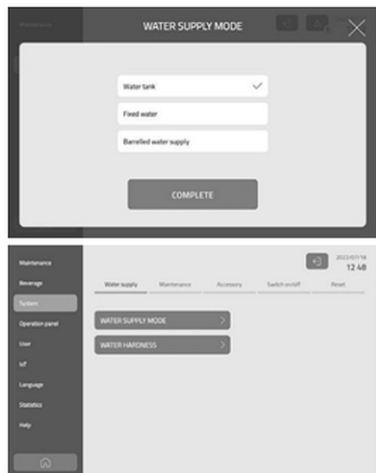 WATER SUPPLY MODE
Water tank
Fixed water
Barrelled water supply
COMPLETE
Maintenance
Beverage
System
Operation panel
User
IoT
Language
Statistics
Help
2022/07/18
12 48
Water supply
Maintenance
Accessory
Switch on/off
Reset
WATER SUPPLY MODE
WATER HARDNESS